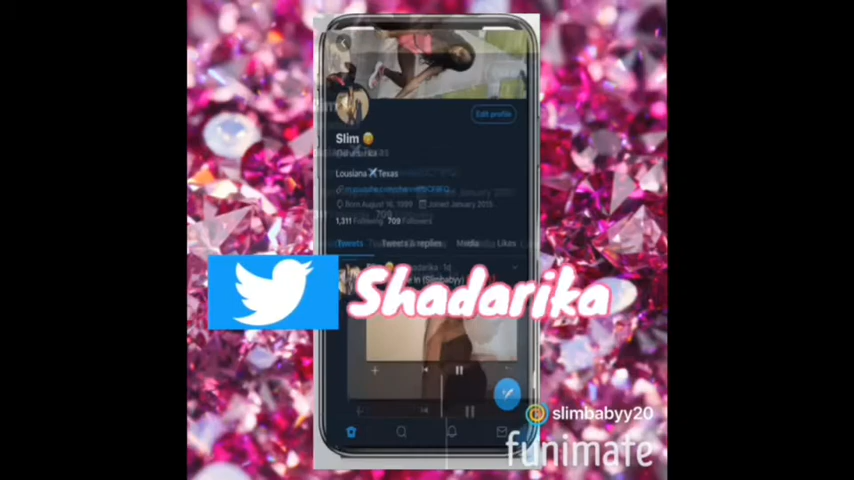 Edit profile
Slim
Lousiana Texas
Born August 16, 1989 Joined January 2015
1,311 Following 709 Followers
Tweets Tweets & replies Media Likes
Shadarika
slimbabyy20
funimate